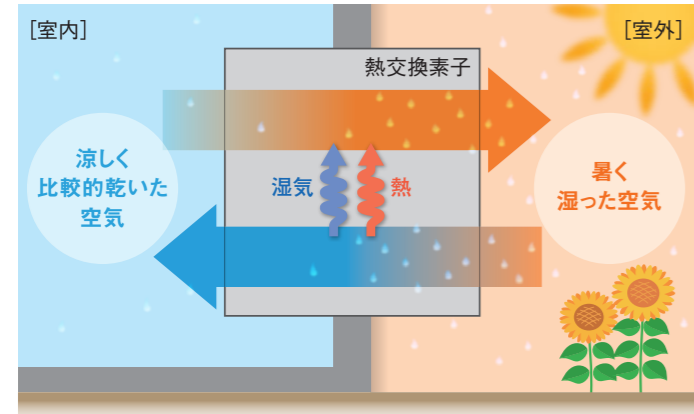 [室内]
[室外]
熱交換素子
涼しく
比較的乾いた
空気
湿気
熱
暑く
湿った空気